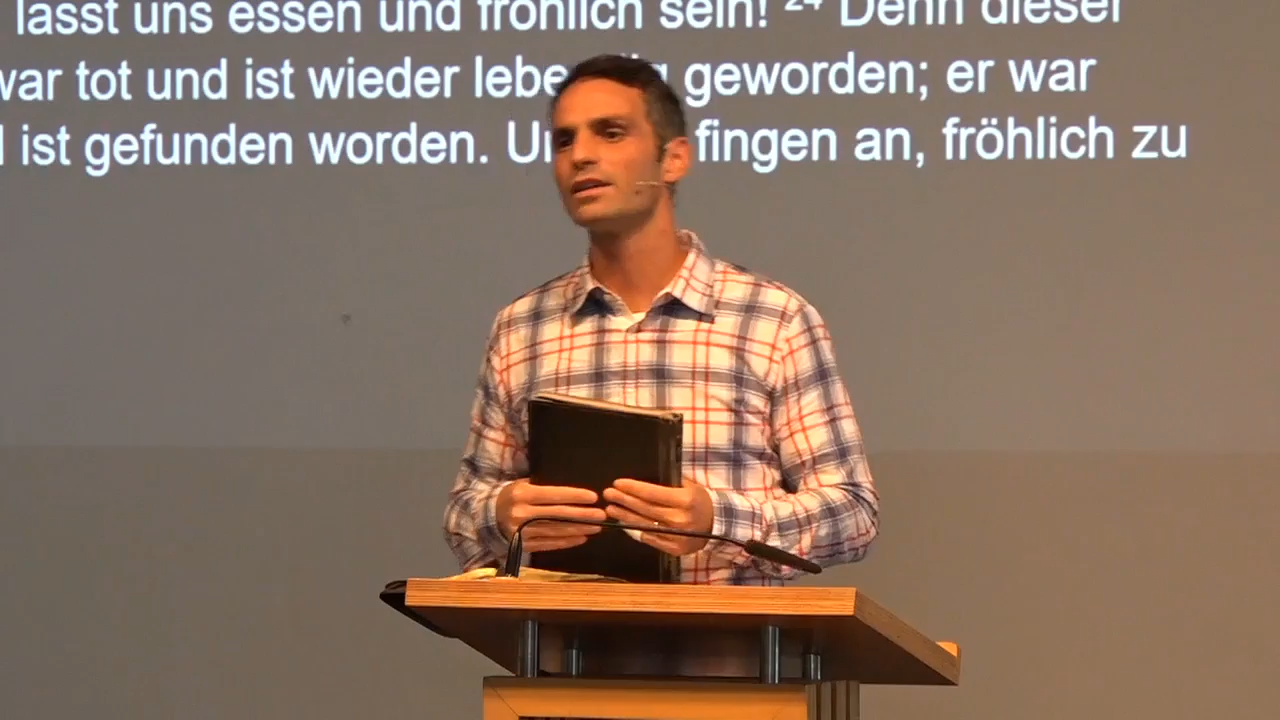 lasst uns essen und fröhlich sein! 24 Denn dieser
war tot und ist wieder geworden; er war
ist gefunden worden. fingen an, fröhlich zu